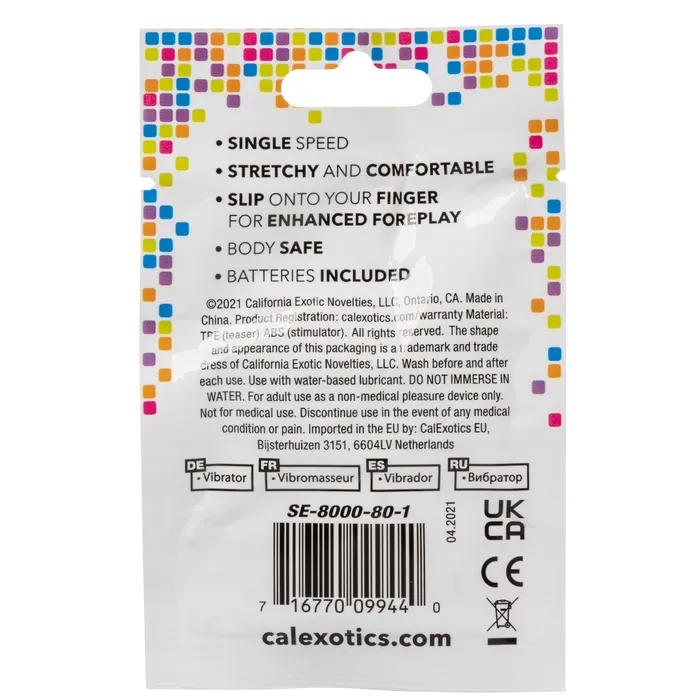 • SINGLE SPEED
• STRETCHY AND COMFORTABLE
• SLIP ONTO YOUR FINGER
FOR ENHANCED FOREPLAY
• BODY SAFE
• BATTERIES INCLUDED
©2021 California Exotic Novelties, LLC, Ontario, CA. Made in
China. Product Registration: calexotics.com/warranty Material:
TPE (teaser) ABS (stimulator). All rights reserved. The shape
and appearance of this packaging is a trademark and trade
dress of California Exotic Novelties, LLC. Wash before and after
each use. Use with water-based lubricant. DO NOT IMMERSE IN
WATER. For adult use as a non-medical pleasure device only.
Not for medical use. Discontinue use in the event of any medical
condition or pain. Imported in the EU by: CalExotics EU,
Bijsterhuizen 3151, 6604LV Netherlands
DE • Vibrator FR • Vibromasseur ES • Vibrador RU • Вибратор
SE-8000-80-1
04.2021
UK
CA
CE
7 16770 09944 0
calexotics.com